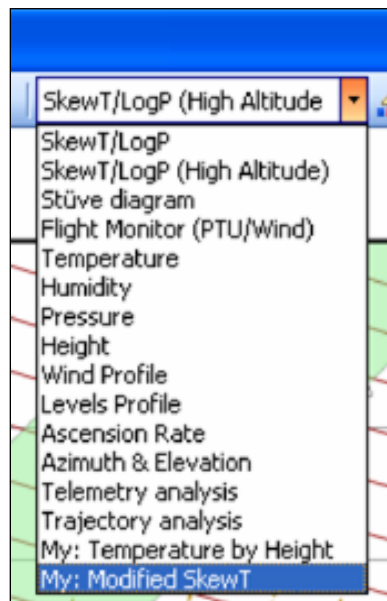 SkewT/LogP (High Altitude
SkewT/LogP
SkewT/LogP (High Altitude)
Stüve diagram
Flight Monitor (PTU/Wind)
Temperature
Humidity
Pressure
Height
Wind Profile
Levels Profile
Ascension Rate
Azimuth & Elevation
Telemetry analysis
Trajectory analysis
My: Temperature by Height
My: Modified SkewT